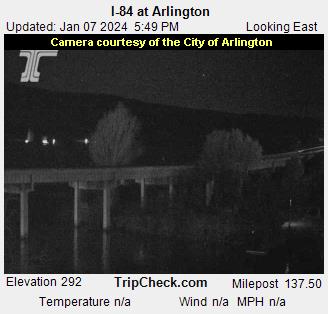 I-84 at Arlington
Updated: Jan 07 2024 5:49 PM Looking East
Camera courtesy of the City of Arlington
Elevation 292 TripCheck.com Milepost 137.50
Temperature n/a Wind n/a MPH n/a